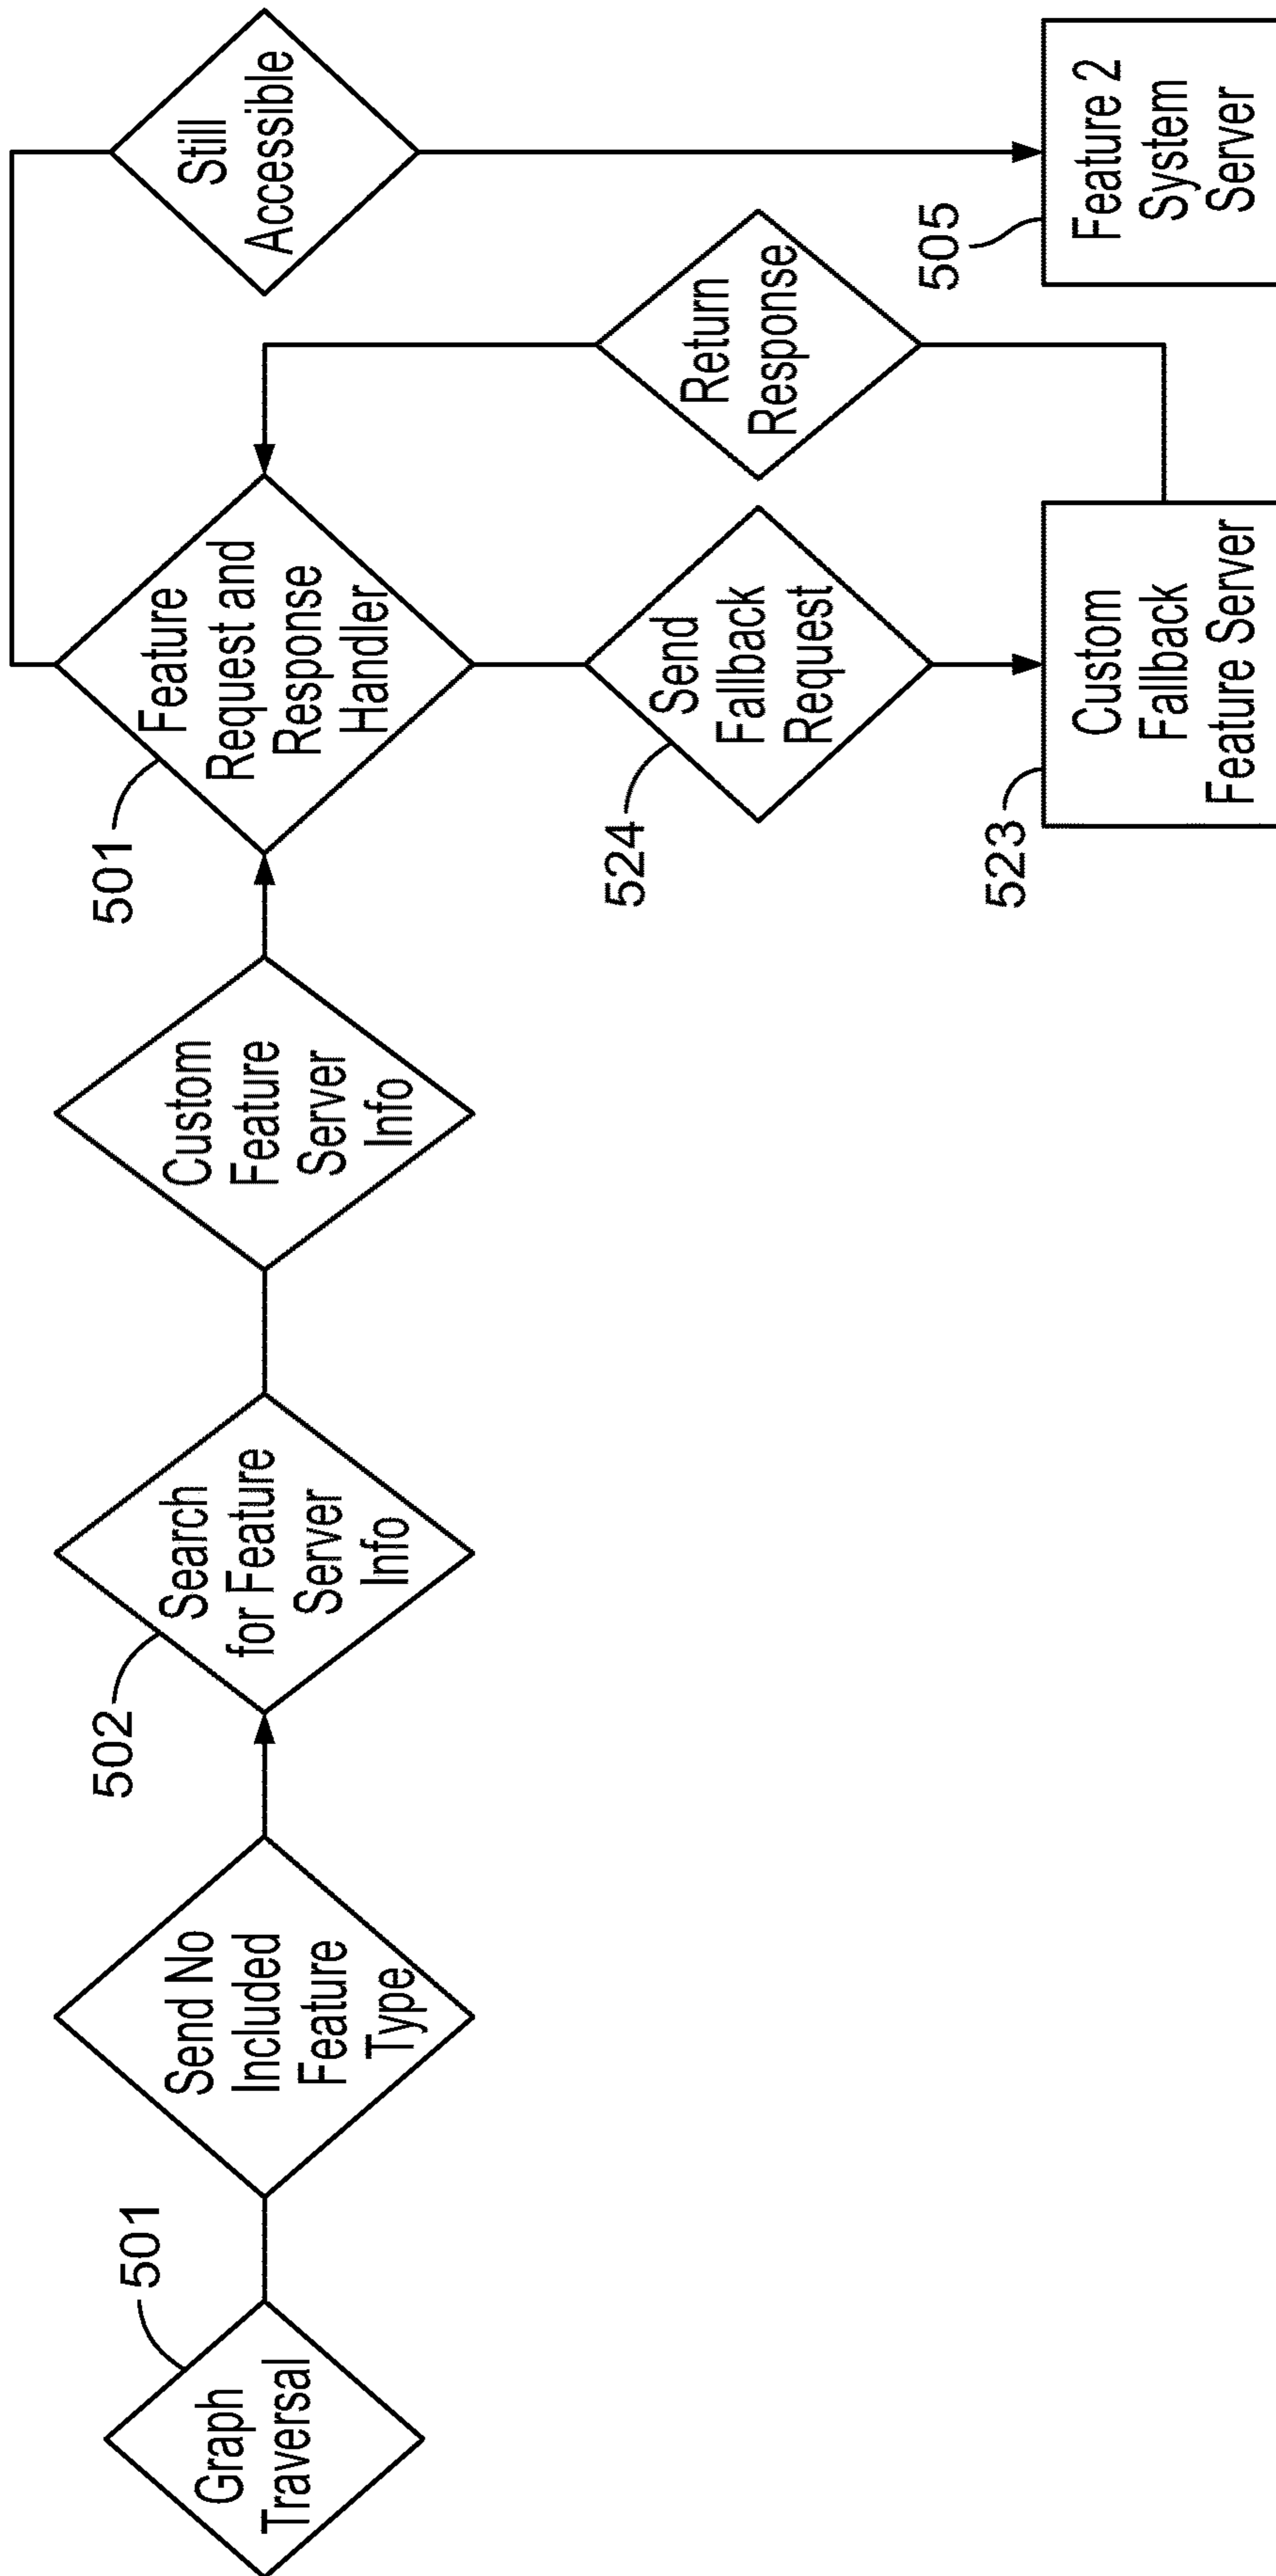 501
Graph
Traversal
Send No
Included
Feature
Type
502
Search
for Feature
Server
Info
Custom
Feature
Server
Info
501
Feature
Request and
Response
Handler
Still
Accessible
524
Send
Fallback
Request
Return
Response
523
Custom
Fallback
Feature Server
505
Feature 2
System
Server